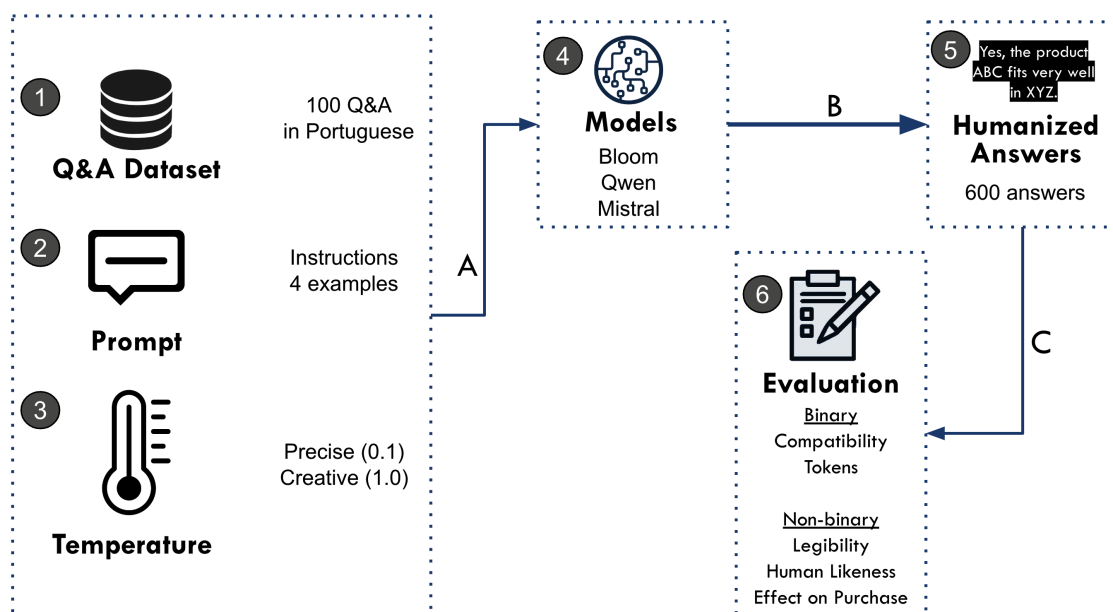 1
Q&A Dataset
100 Q&A
in Portuguese
2
Prompt
Instructions
4 examples
3
Temperature
Precise (0.1)
Creative (1.0)
A
4
Models
Bloom
Qwen
Mistral
B
5
Yes, the product
ABC fits very well
in XYZ.
Humanized
Answers
600 answers
C
6
Evaluation
Binary
Compatibility
Tokens
Non-binary
Legibility
Human Likeness
Effect on Purchase